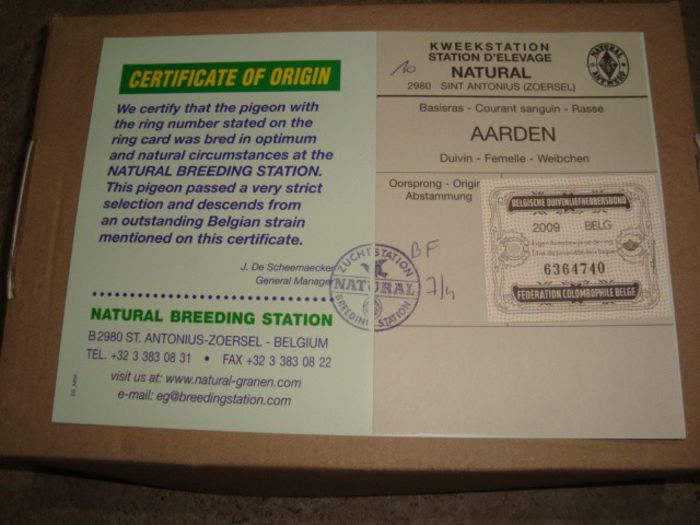 CERTIFICATE OF ORIGIN
We certify that the pigeon with
the ring number stated on the
ring card was bred in optimum
and natural circumstances at the
NATURAL BREEDING STATION.
This pigeon passed a very strict
selection and descends from
an outstanding Belgian strain
mentioned on this certificate.
J. De Scheemaecker
General Manager
NATURAL BREEDING STATION
B 2980 ST. ANTONIUS-ZOERSEL - BELGIUM
TEL. +32 3 383 08 31 • FAX +32 3 383 08 22
visit us at: www.natural-granen.com
e-mail: eg@breedingstation.com
ZUCHTSTATION
NATURAL
BREEDING STATION
KWEEKSTATION
STATION D'ELEVAGE
NATURAL
2980 SINT ANTONIUS (ZOERSEL)
NATURAL
ANTWERP
Basisras - Courant sanguin - Rasse
AARDEN
Duivin - Femelle - Weibchen
Oorsprong - Origin
Abstammung
BF
7/4
BELGISCHE DUIVENLIEFHEBBERSBOND
2009 BELG
6364740
FEDERATION COLOMBOPHILE BELGE